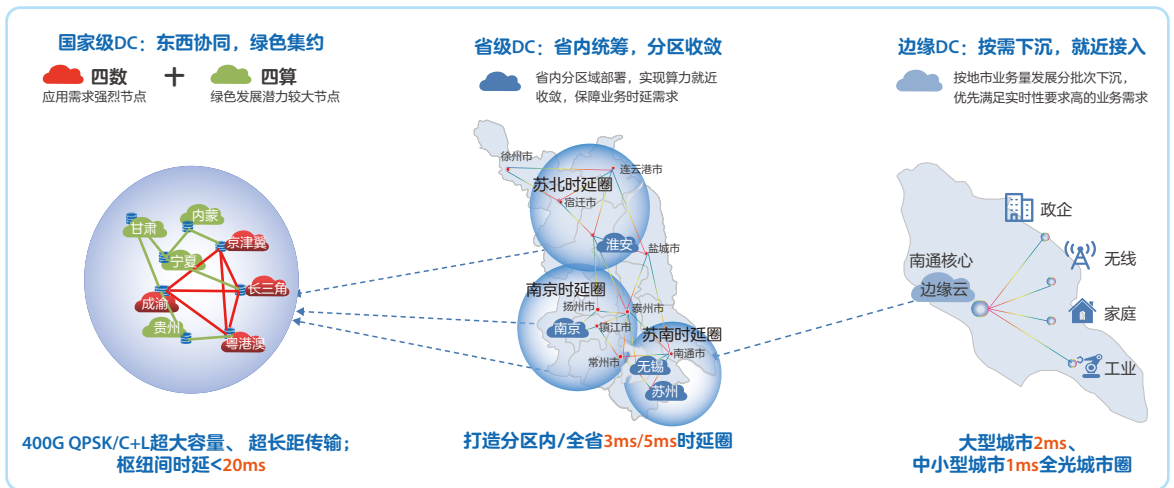 国家级DC：东西协同，绿色集约
四数
+
四算
应用需求强烈节点
绿色发展潜力较大节点
甘肃
内蒙
京津翼
宁夏
长三角
成渝
贵州
粤港澳
400G QPSK/C+L超大容量、 超长距传输；
枢纽间时延<20ms
省级DC：省内统筹，分区收敛
省内分区域部署，实现算力就近
收敛，保障业务时延需求
徐州市
连云港市
苏北时延圈
宿迁市
淮安
盐城市
南京时延圈
扬州市
泰州市
南京
镇江市
苏南时延圈
常州市
南通市
无锡
苏州
打造分区内/全省3ms/5ms时延圈
边缘DC：按需下沉，就近接入
按地市业务量发展分批次下沉，
优先满足实时性要求高的业务需求
政企
南通核心
无线
边缘云
家庭
工业
大型城市2ms、
中小型城市1ms全光城市圈